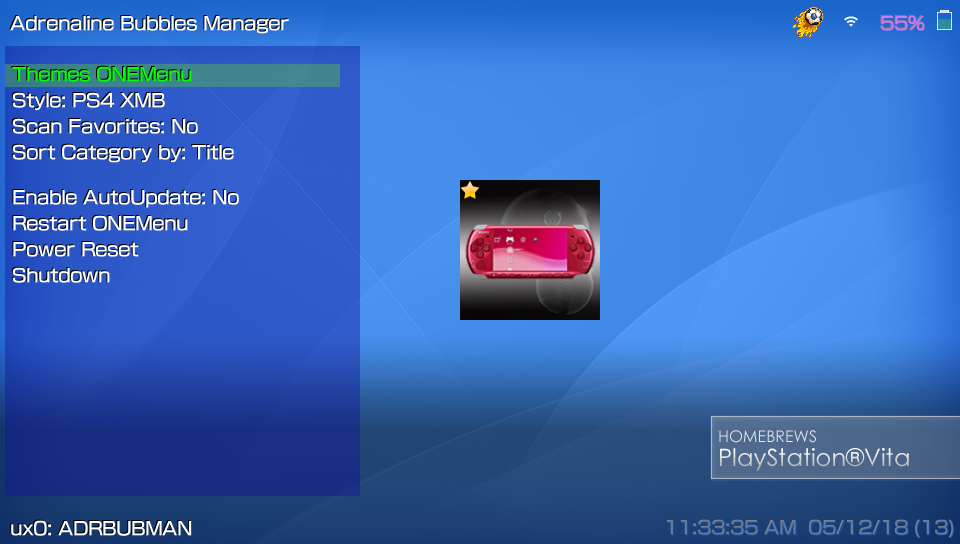 Adrenaline Bubbles Manager
55%
Themes ONEMenu
Style: PS4 XMB
Scan Favorites: No
Sort Category by: Title
Enable AutoUpdate: No
Restart ONEMenu
Power Reset
Shutdown
HOMEBREWS
PlayStation®Vita
ux0: ADRBUBMAN
11:33:35 AM 05/12/18 (13)